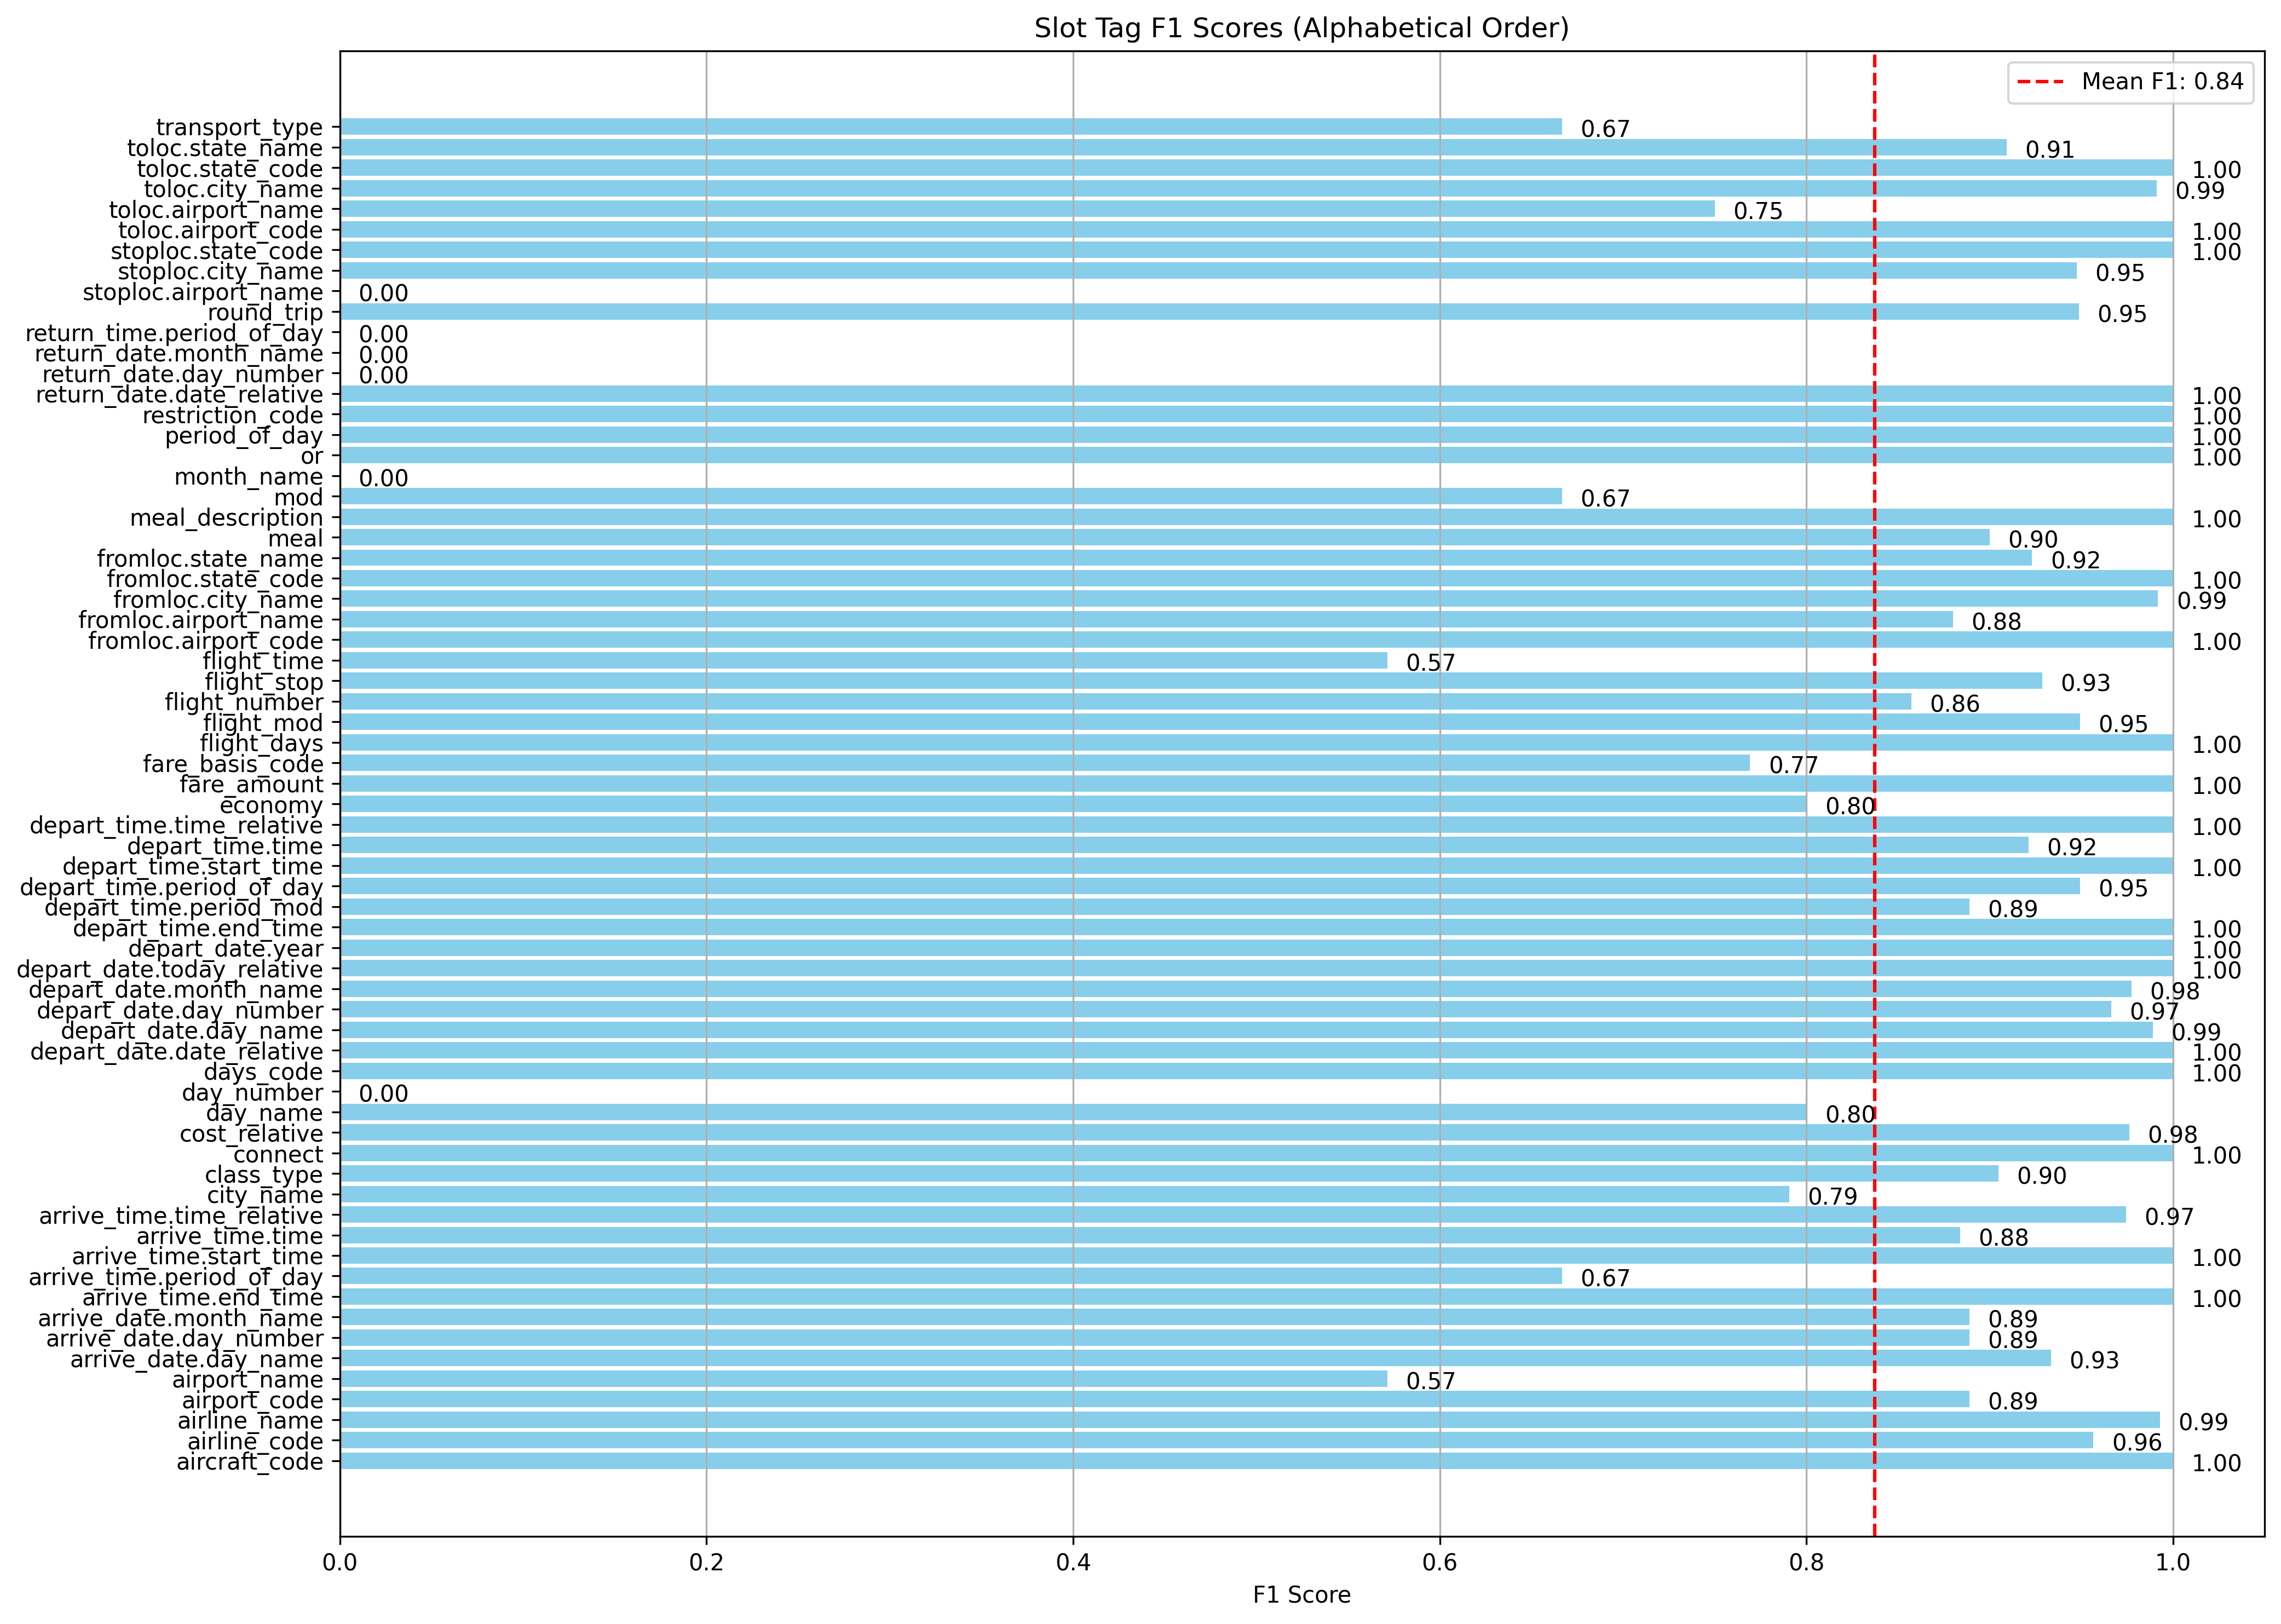 Slot Tag F1 Scores (Alphabetical Order)
Mean F1: 0.84
transport_type 0.67
toloc.state_name 0.91
toloc.state_code 1.00
toloc.city_name 0.99
toloc.airport_name 0.75
toloc.airport_code 1.00
stoploc.state_code 1.00
stoploc.city_name 0.95
stoploc.airport_name 0.00
round_trip 0.95
return_time.period_of_day 0.00
return_date.month_name 0.00
return_date.day_number 0.00
return_date.date_relative 1.00
restriction_code 1.00
period_of_day 1.00
or 1.00
month_name 0.00
mod 0.67
meal_description 1.00
meal 0.90
fromloc.state_name 0.92
fromloc.state_code 1.00
fromloc.city_name 0.99
fromloc.airport_name 0.88
fromloc.airport_code 1.00
flight_time 0.57
flight_stop 0.93
flight_number 0.86
flight_mod 0.95
flight_days 1.00
fare_basis_code 0.77
fare_amount 1.00
economy 0.80
depart_time.time_relative 1.00
depart_time.time 0.92
depart_time.start_time 1.00
depart_time.period_of_day 0.95
depart_time.period_mod 0.89
depart_time.end_time 1.00
depart_date.year 1.00
depart_date.today_relative 1.00
depart_date.month_name 0.98
depart_date.day_number 0.97
depart_date.day_name 0.99
depart_date.date_relative 1.00
days_code 1.00
day_number 0.00
day_name 0.80
cost_relative 0.98
connect 1.00
class_type 0.90
city_name 0.79
arrive_time.time_relative 0.97
arrive_time.time 0.88
arrive_time.start_time 1.00
arrive_time.period_of_day 0.67
arrive_time.end_time 1.00
arrive_date.month_name 0.89
arrive_date.day_number 0.89
arrive_date.day_name 0.93
airport_name 0.57
airport_code 0.89
airline_name 0.99
airline_code 0.96
aircraft_code 1.00
0.0 0.2 0.4 0.6 0.8 1.0
F1 Score